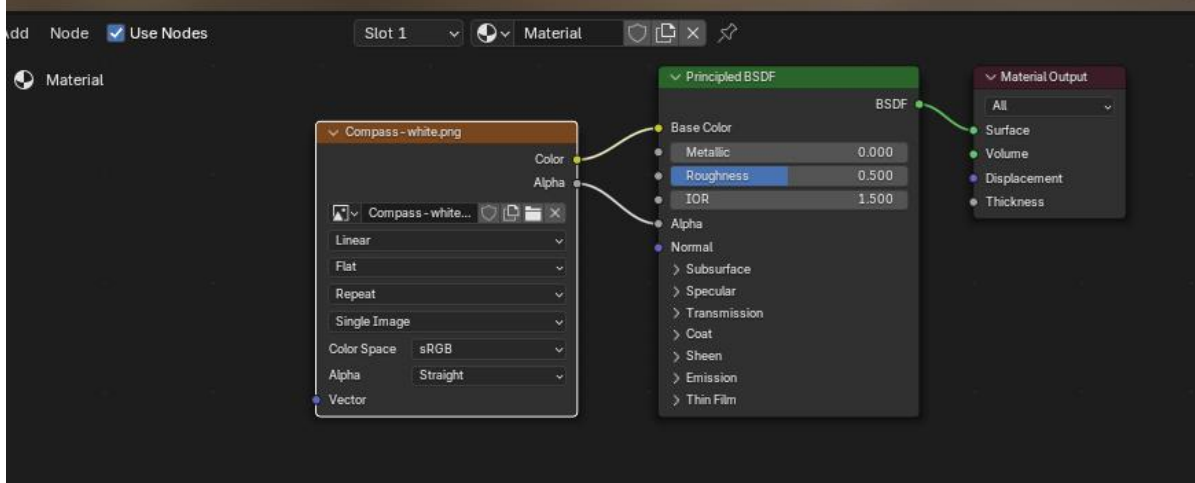 Node Use Nodes Slot 1 Material
Material
Compass - white.png
Color
Alpha
Compass - white...
Linear
Flat
Repeat
Single Image
Color Space sRGB
Alpha Straight
Vector
Principled BSDF
BSDF
Base Color
Metallic 0.000
Roughness 0.500
IOR 1.500
Alpha
Normal
Subsurface
Specular
Transmission
Coat
Sheen
Emission
Thin Film
Material Output
All
Surface
Volume
Displacement
Thickness